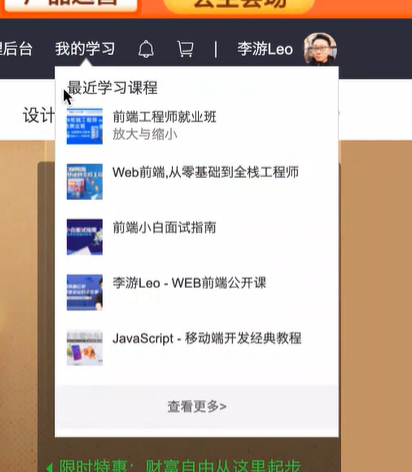 理后台 我的学习 李游Leo
最近学习课程
设计
前端工程师就业班
放大与缩小
Web前端,从零基础到全栈工程师
前端小白面试指南
李游Leo - WEB前端公开课
JavaScript - 移动端开发经典教程
查看更多>
限时特惠：财富自由从这里起步